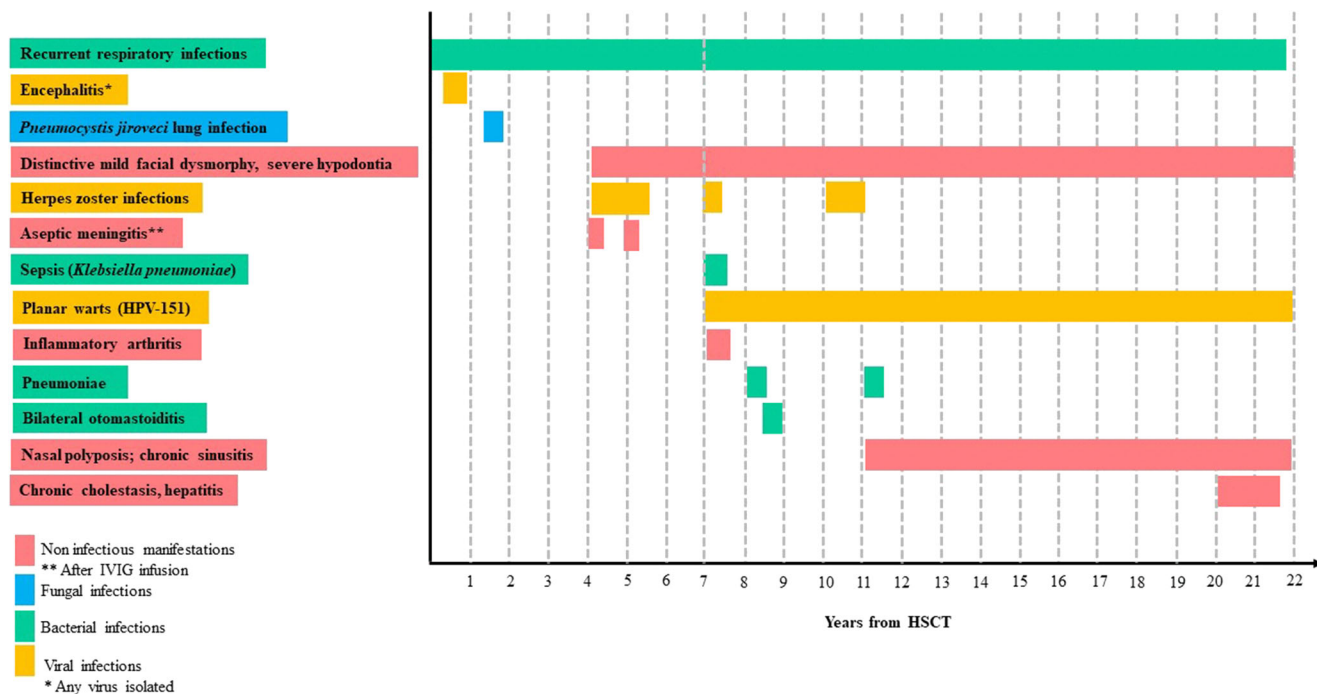 Recurrent respiratory infections
Encephalitis*
Pneumocystis jiroveci lung infection
Distinctive mild facial dysmorphy, severe hypodontia
Herpes zoster infections
Aseptic meningitis**
Sepsis (Klebsiella pneumoniae)
Planar warts (HPV-151)
Inflammatory arthritis
Pneumoniae
Bilateral otomastoiditis
Nasal polyposis; chronic sinusitis
Chronic cholestasis, hepatitis
1 2 3 4 5 6 7 8 9 10 11 12 13 14 15 16 17 18 19 20 21 22
Years from HSCT
Non infectious manifestations
** After IVIG infusion
Fungal infections
Bacterial infections
Viral infections
* Any virus isolated